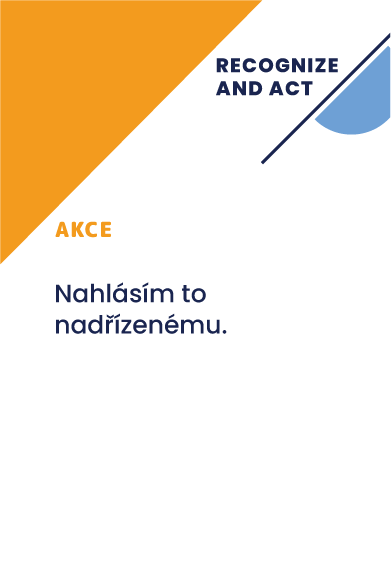 RECOGNIZE
AND ACT
AKCE
Nahlásím to
nadřízenému.